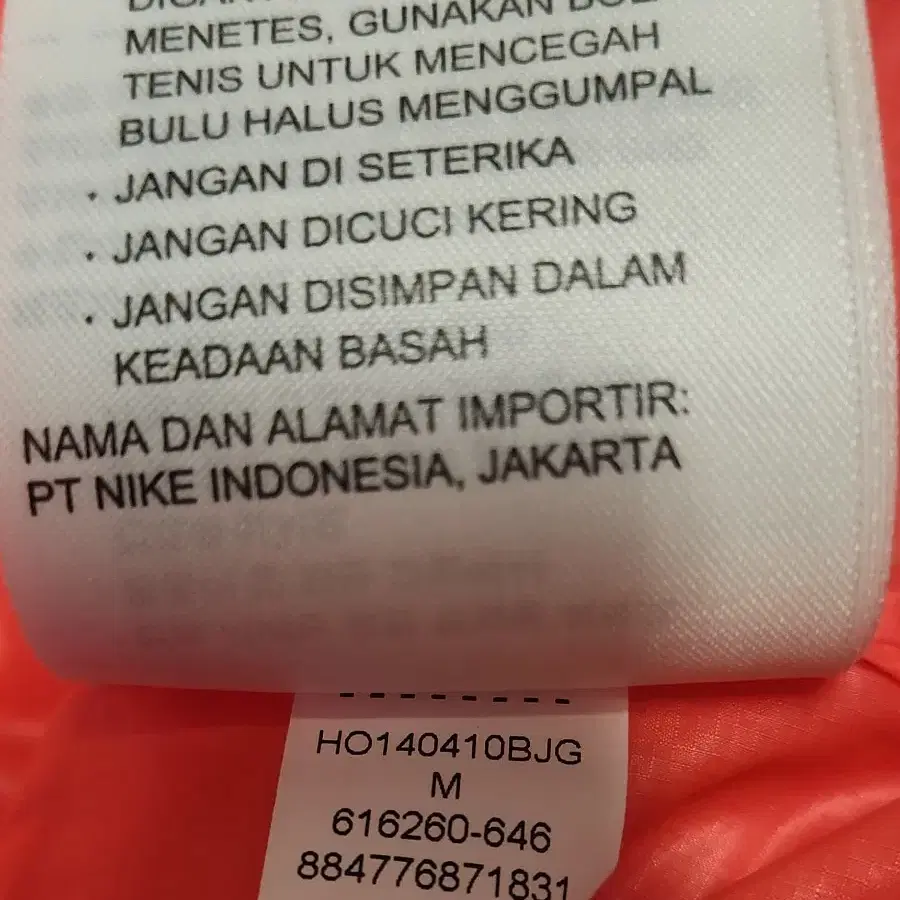 MENETES, GUNAKAN
TENIS UNTUK MENCEGAH
BULU HALUS MENGGUMPAL
· JANGAN DI SETERIKA
· JANGAN DICUCI KERING
· JANGAN DISIMPAN DALAM
KEADAAN BASAH
NAMA DAN ALAMAT IMPORTIR:
PT NIKE INDONESIA, JAKARTA
HO140410BJG
M
616260-646
884776871831